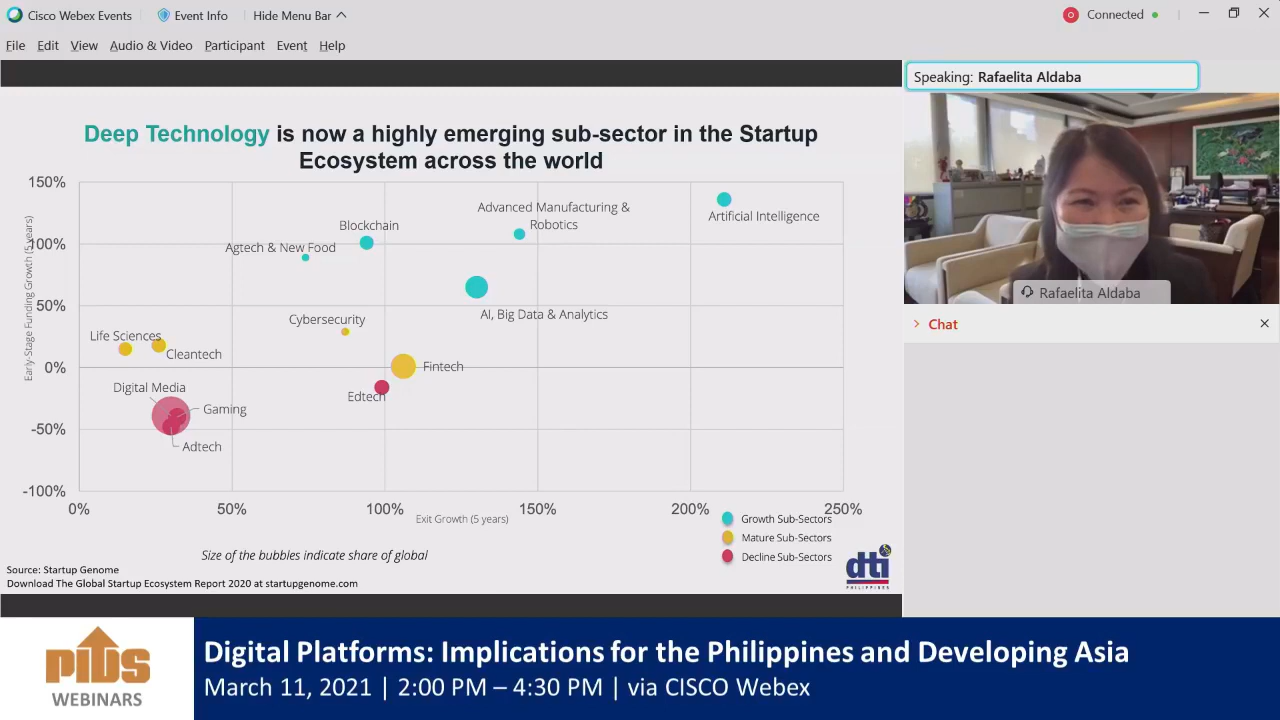 Cisco Webex Events
Event Info
Hide Menu Bar
Connected
File Edit View Audio & Video Participant Event Help
Speaking: Rafaelita Aldaba
Deep Technology is now a highly emerging sub-sector in the Startup
Ecosystem across the world
150%
100%
50%
0%
-50%
-100%
Early-Stage Funding Growth (5 years)
Advanced Manufacturing &
Robotics
Artificial Intelligence
Blockchain
Agtech & New Food
AI, Big Data & Analytics
Cybersecurity
Life Sciences
Cleantech
Fintech
Digital Media
Edtech
Gaming
Adtech
0% 50% 100% 150% 200% 250%
Exit Growth (5 years)
Growth Sub-Sectors
Mature Sub-Sectors
Decline Sub-Sectors
Size of the bubbles indicate share of global
Source: Startup Genome
Download The Global Startup Ecosystem Report 2020 at startupgenome.com
dti
PHILIPPINES
Rafaelita Aldaba
Chat
pids
WEBINARS
Digital Platforms: Implications for the Philippines and Developing Asia
March 11, 2021 | 2:00 PM – 4:30 PM | via CISCO Webex